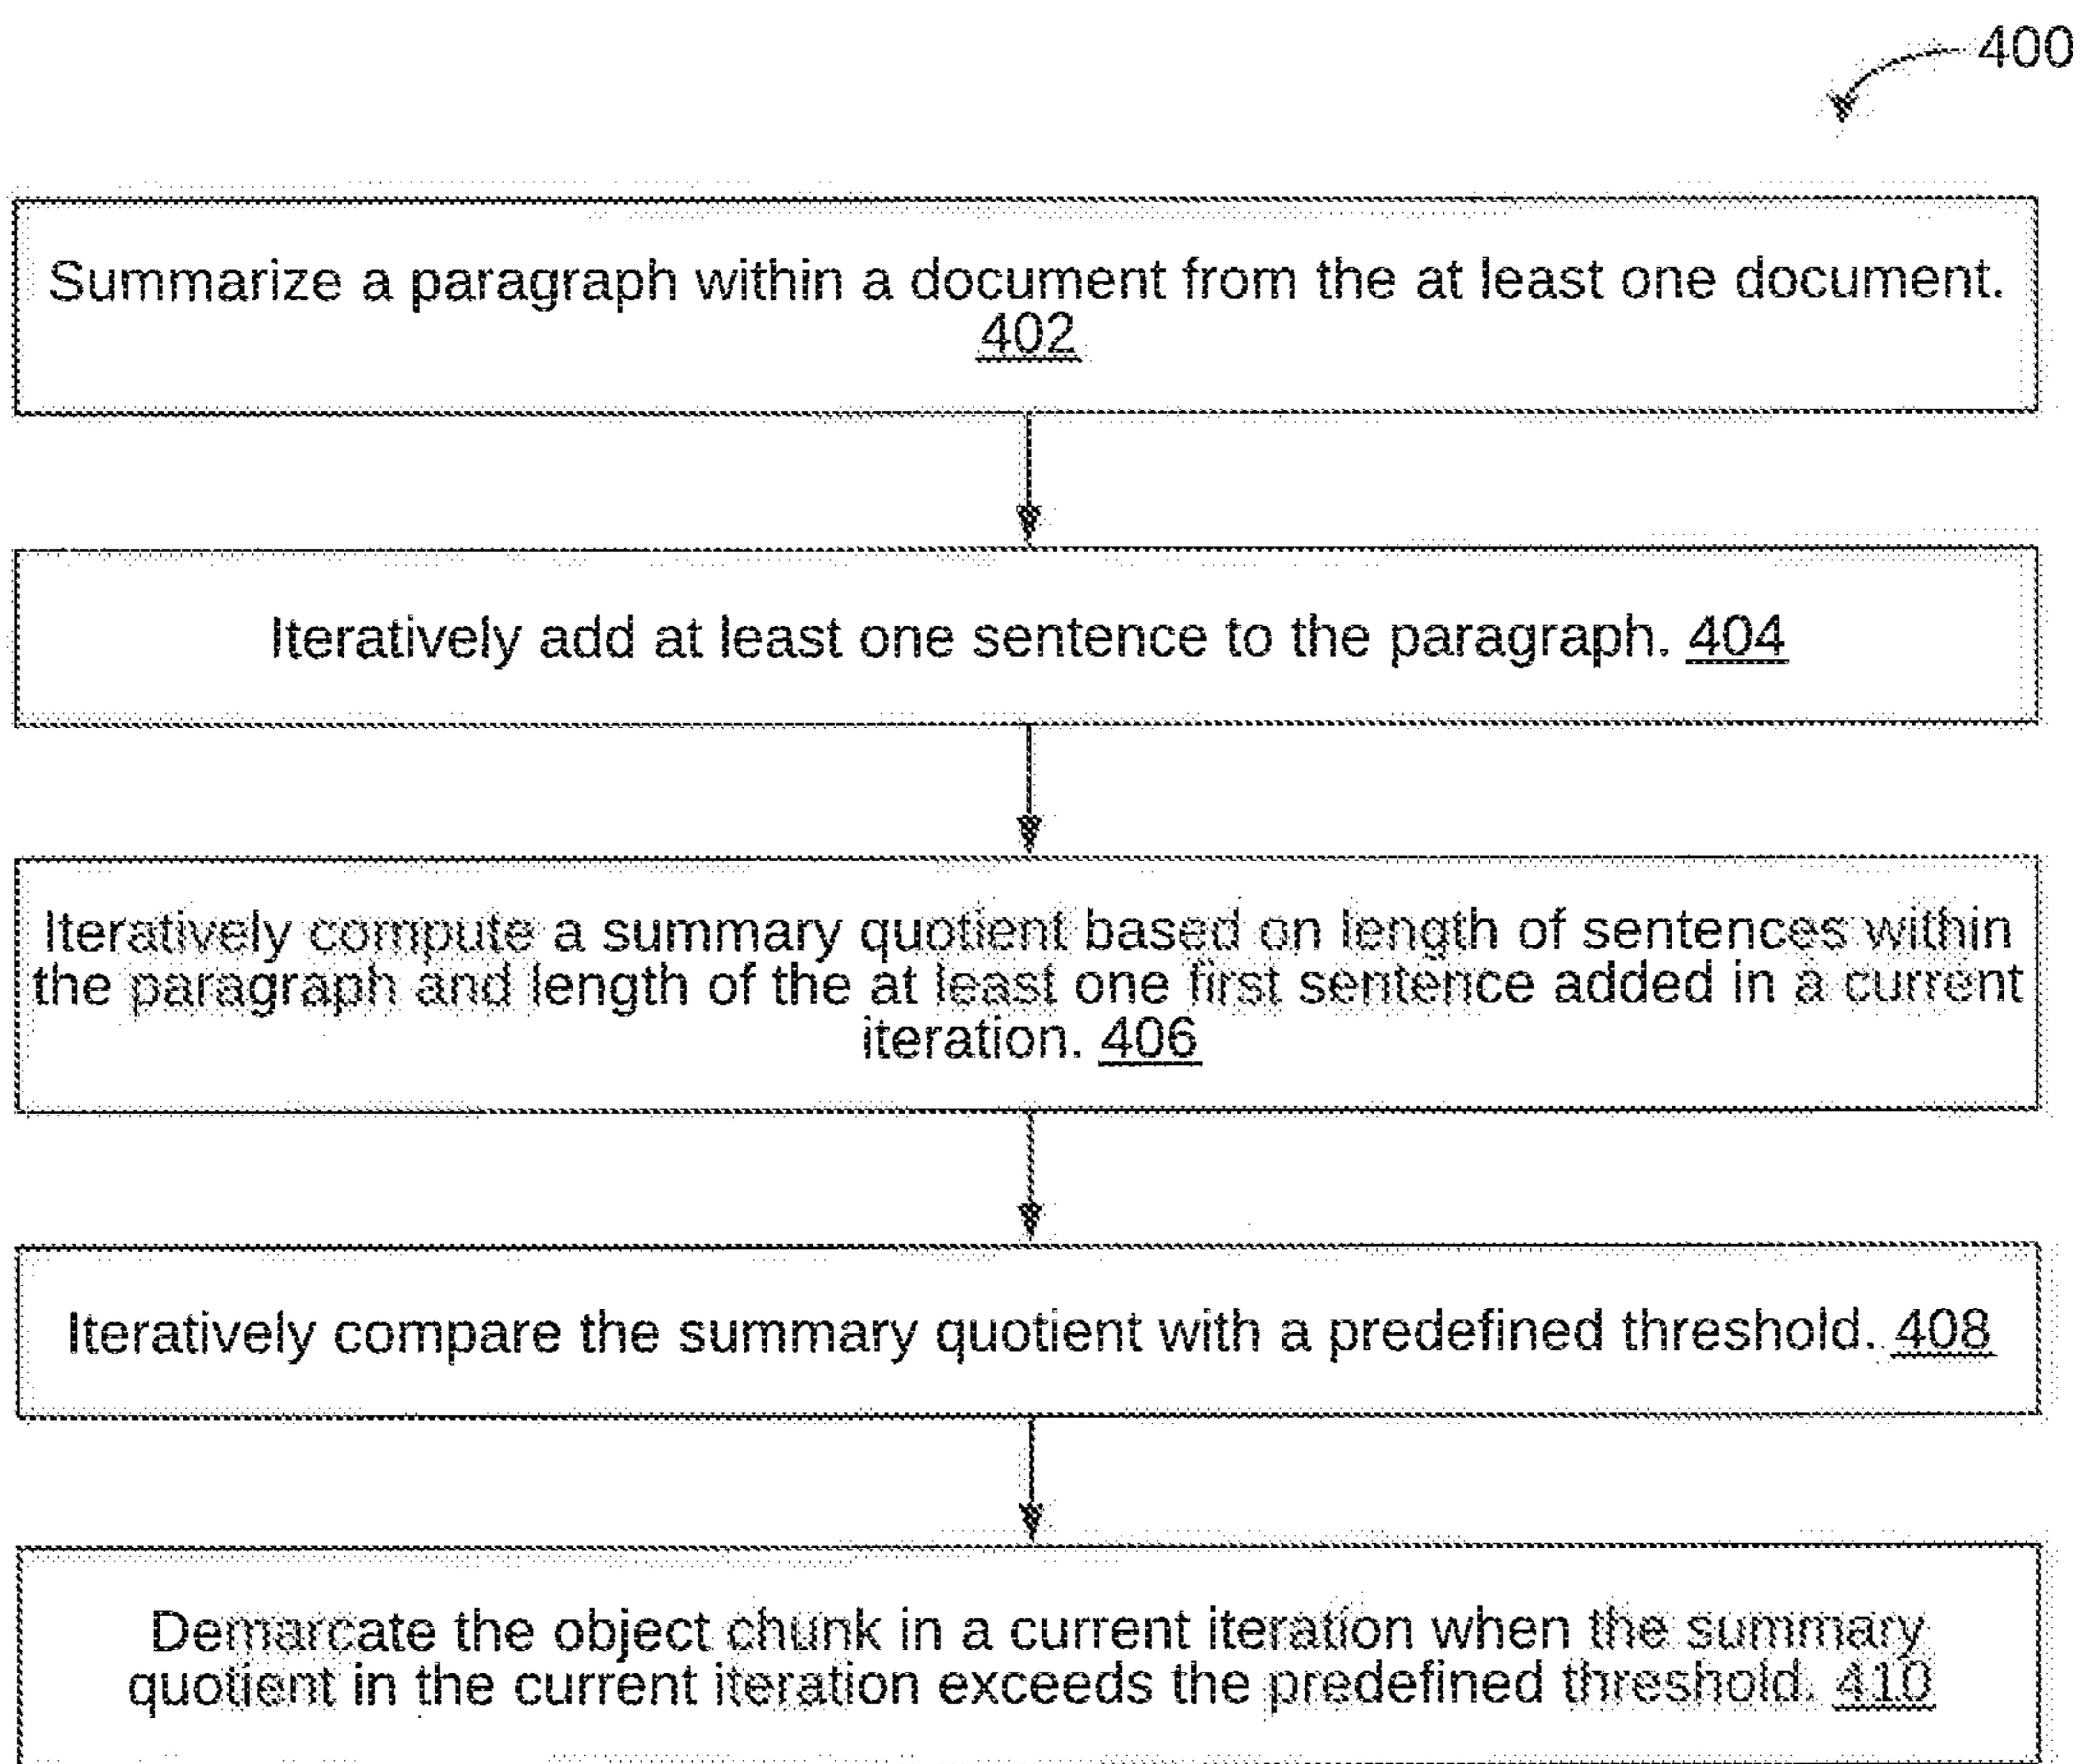 400
Summarize a paragraph within a document from the at least one document.
402
Iteratively add at least one sentence to the paragraph. 404
Iteratively compute a summary quotient based on length of sentences within
the paragraph and length of the at least one first sentence added in a current
iteration. 406
Iteratively compare the summary quotient with a predefined threshold. 408
Demarcate the object chunk in a current iteration when the summary
quotient in the current iteration exceeds the predefined threshold. 410